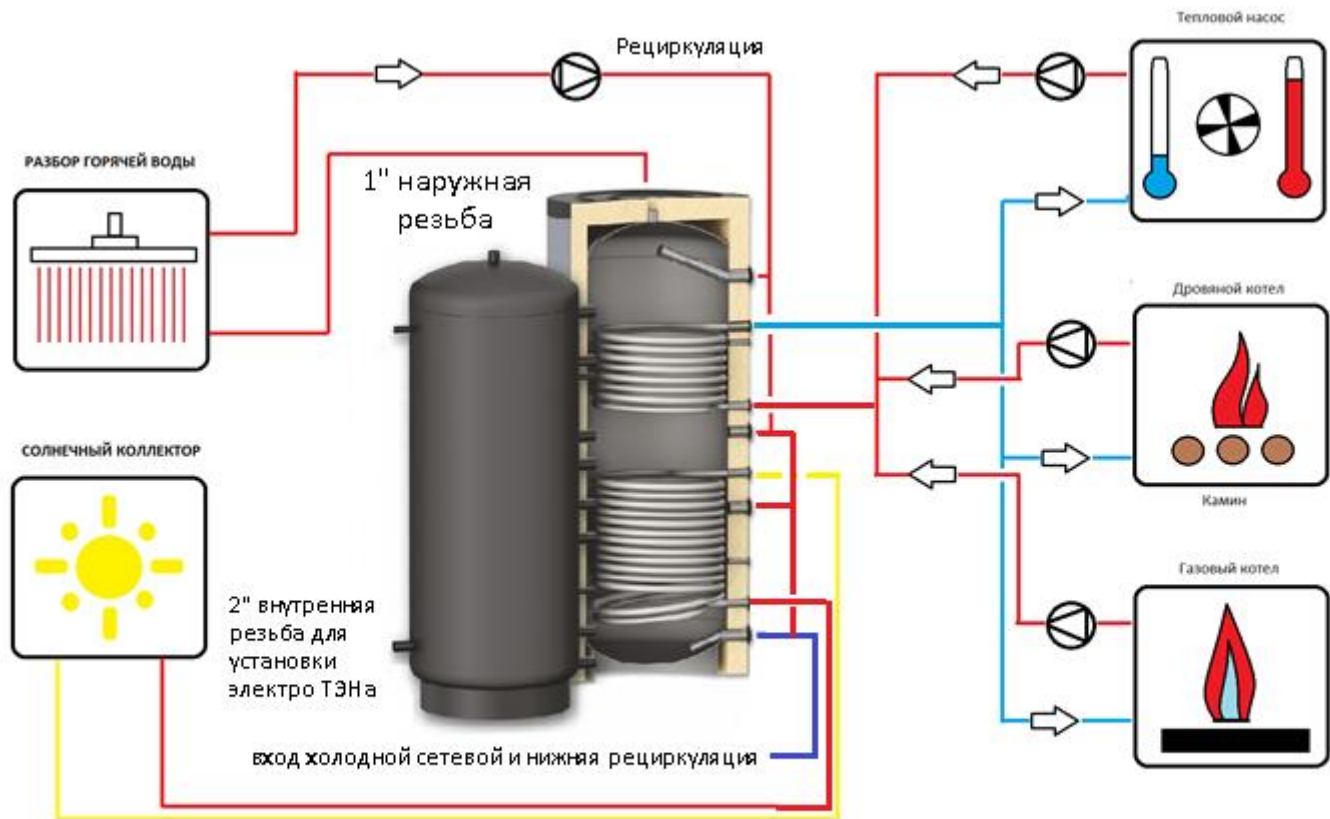 Тепловой насос
Рециркуляция
РАЗБОР ГОРЯЧЕЙ ВОДЫ
1" наружная
резьба
Дровяной котел
СОЛНЕЧНЫЙ КОЛЛЕКТОР
Камин
Газовый котел
2" внутренняя
резьба для
установки
электро ТЭНа
вход холодной сетевой и нижняя рециркуляция